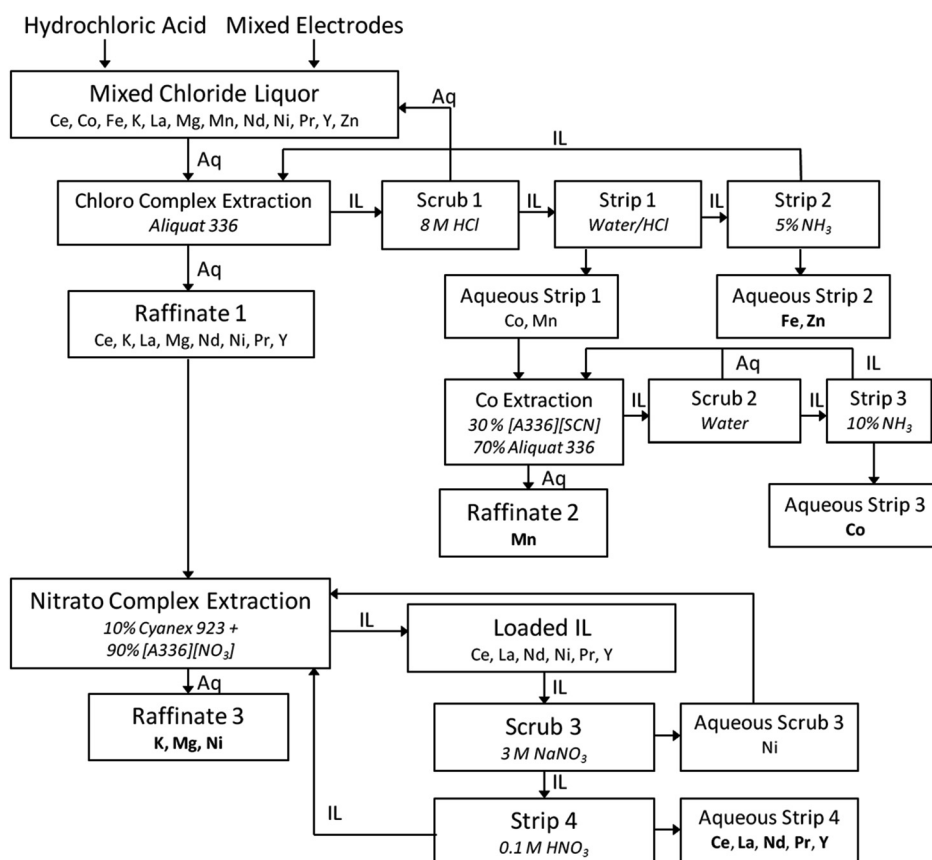 Hydrochloric Acid
Mixed Electrodes
Mixed Chloride Liquor
Ce, Co, Fe, K, La, Mg, Mn, Nd, Ni, Pr, Y, Zn
Aq
IL
Aq
Chloro Complex Extraction
Aliquat 336
IL
Scrub 1
8 M HCl
IL
Strip 1
Water/HCl
IL
Strip 2
5% NH₃
Aq
Raffinate 1
Ce, K, La, Mg, Nd, Ni, Pr, Y
Aqueous Strip 1
Co, Mn
Aqueous Strip 2
Fe, Zn
Aq
IL
Co Extraction
30 % [A336][SCN]
70% Aliquat 336
IL
Scrub 2
Water
IL
Strip 3
10% NH₃
Aq
Raffinate 2
Mn
Aqueous Strip 3
Co
Nitrato Complex Extraction
10% Cyanex 923 +
90% [A336][NO₃]
IL
Loaded IL
Ce, La, Nd, Ni, Pr, Y
Aq
IL
Raffinate 3
K, Mg, Ni
Scrub 3
3 M NaNO₃
Aqueous Scrub 3
Ni
IL
IL
Strip 4
0.1 M HNO₃
Aqueous Strip 4
Ce, La, Nd, Pr, Y